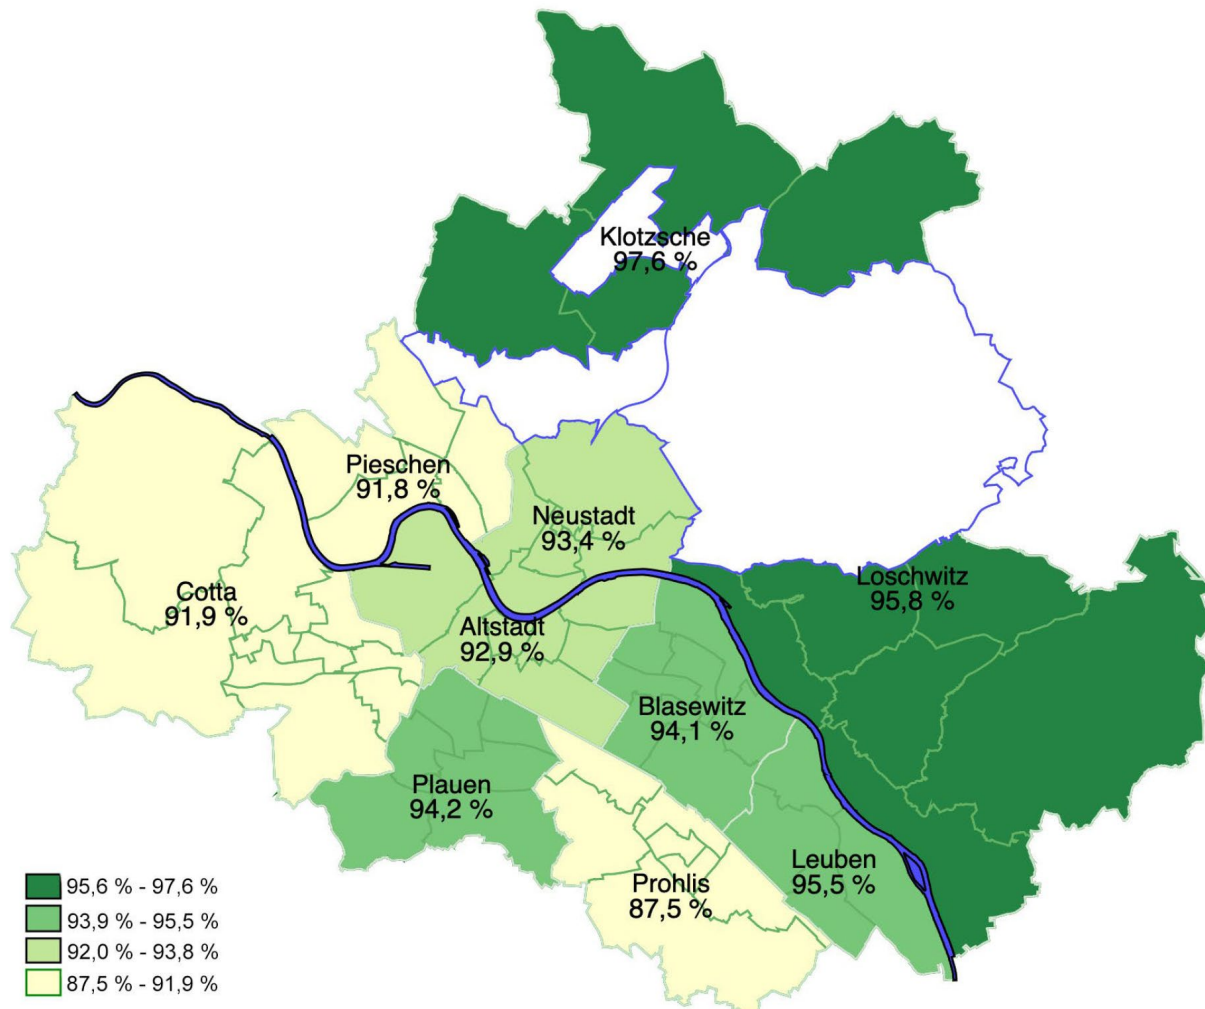 Klotzsche
97,6 %
Pieschen
91,8 %
Neustadt
93,4 %
Loschwitz
95,8 %
Cotta
91,9 %
Altstadt
92,9 %
Blasewitz
94,1 %
Plauen
94,2 %
Leuben
95,5 %
Prohlis
87,5 %
95,6 % - 97,6 %
93,9 % - 95,5 %
92,0 % - 93,8 %
87,5 % - 91,9 %